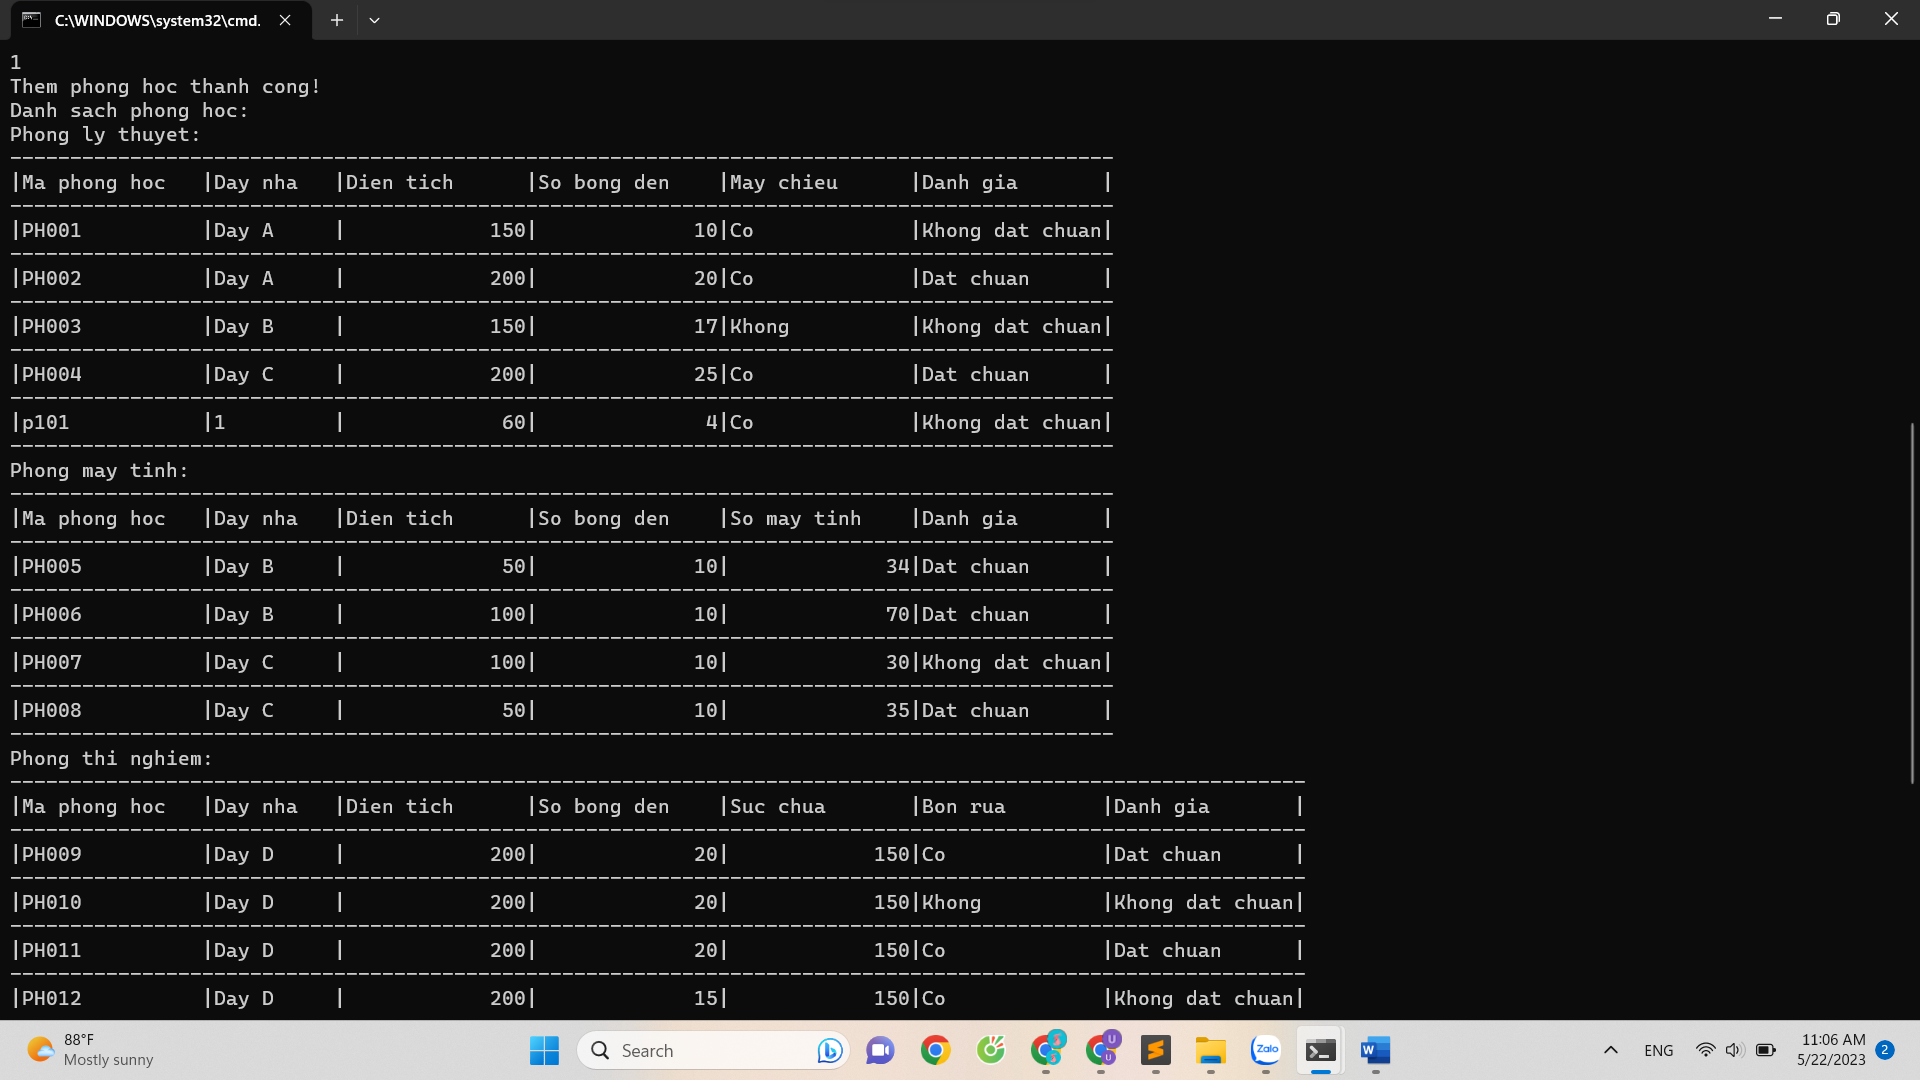 C:\WINDOWS\system32\cmd.
1
Them phong hoc thanh cong!
Danh sach phong hoc:
Phong ly thuyet:
--------------------------------------------------------------------------------------------
|Ma phong hoc   |Day nha   |Dien tich      |So bong den    |May chieu      |Danh gia       |
--------------------------------------------------------------------------------------------
|PH001          |Day A     |            150|             10|Co             |Khong dat chuan|
--------------------------------------------------------------------------------------------
|PH002          |Day A     |            200|             20|Co             |Dat chuan      |
--------------------------------------------------------------------------------------------
|PH003          |Day B     |            150|             17|Khong          |Khong dat chuan|
--------------------------------------------------------------------------------------------
|PH004          |Day C     |            200|             25|Co             |Dat chuan      |
--------------------------------------------------------------------------------------------
|p101           |1         |             60|              4|Co             |Khong dat chuan|
--------------------------------------------------------------------------------------------
Phong may tinh:
--------------------------------------------------------------------------------------------
|Ma phong hoc   |Day nha   |Dien tich      |So bong den    |So may tinh    |Danh gia       |
--------------------------------------------------------------------------------------------
|PH005          |Day B     |             50|             10|             34|Dat chuan      |
--------------------------------------------------------------------------------------------
|PH006          |Day B     |            100|             10|             70|Dat chuan      |
--------------------------------------------------------------------------------------------
|PH007          |Day C     |            100|             10|             30|Khong dat chuan|
--------------------------------------------------------------------------------------------
|PH008          |Day C     |             50|             10|             35|Dat chuan      |
--------------------------------------------------------------------------------------------
Phong thi nghiem:
------------------------------------------------------------------------------------------------------------
|Ma phong hoc   |Day nha   |Dien tich      |So bong den    |Suc chua       |Bon rua        |Danh gia       |
------------------------------------------------------------------------------------------------------------
|PH009          |Day D     |            200|             20|            150|Co             |Dat chuan      |
------------------------------------------------------------------------------------------------------------
|PH010          |Day D     |            200|             20|            150|Khong          |Khong dat chuan|
------------------------------------------------------------------------------------------------------------
|PH011          |Day D     |            200|             20|            150|Co             |Dat chuan      |
------------------------------------------------------------------------------------------------------------
|PH012          |Day D     |            200|             15|            150|Co             |Khong dat chuan|
88°F
Mostly sunny
Search
U
U
Zalo
W
ENG
11:06 AM
5/22/2023
2